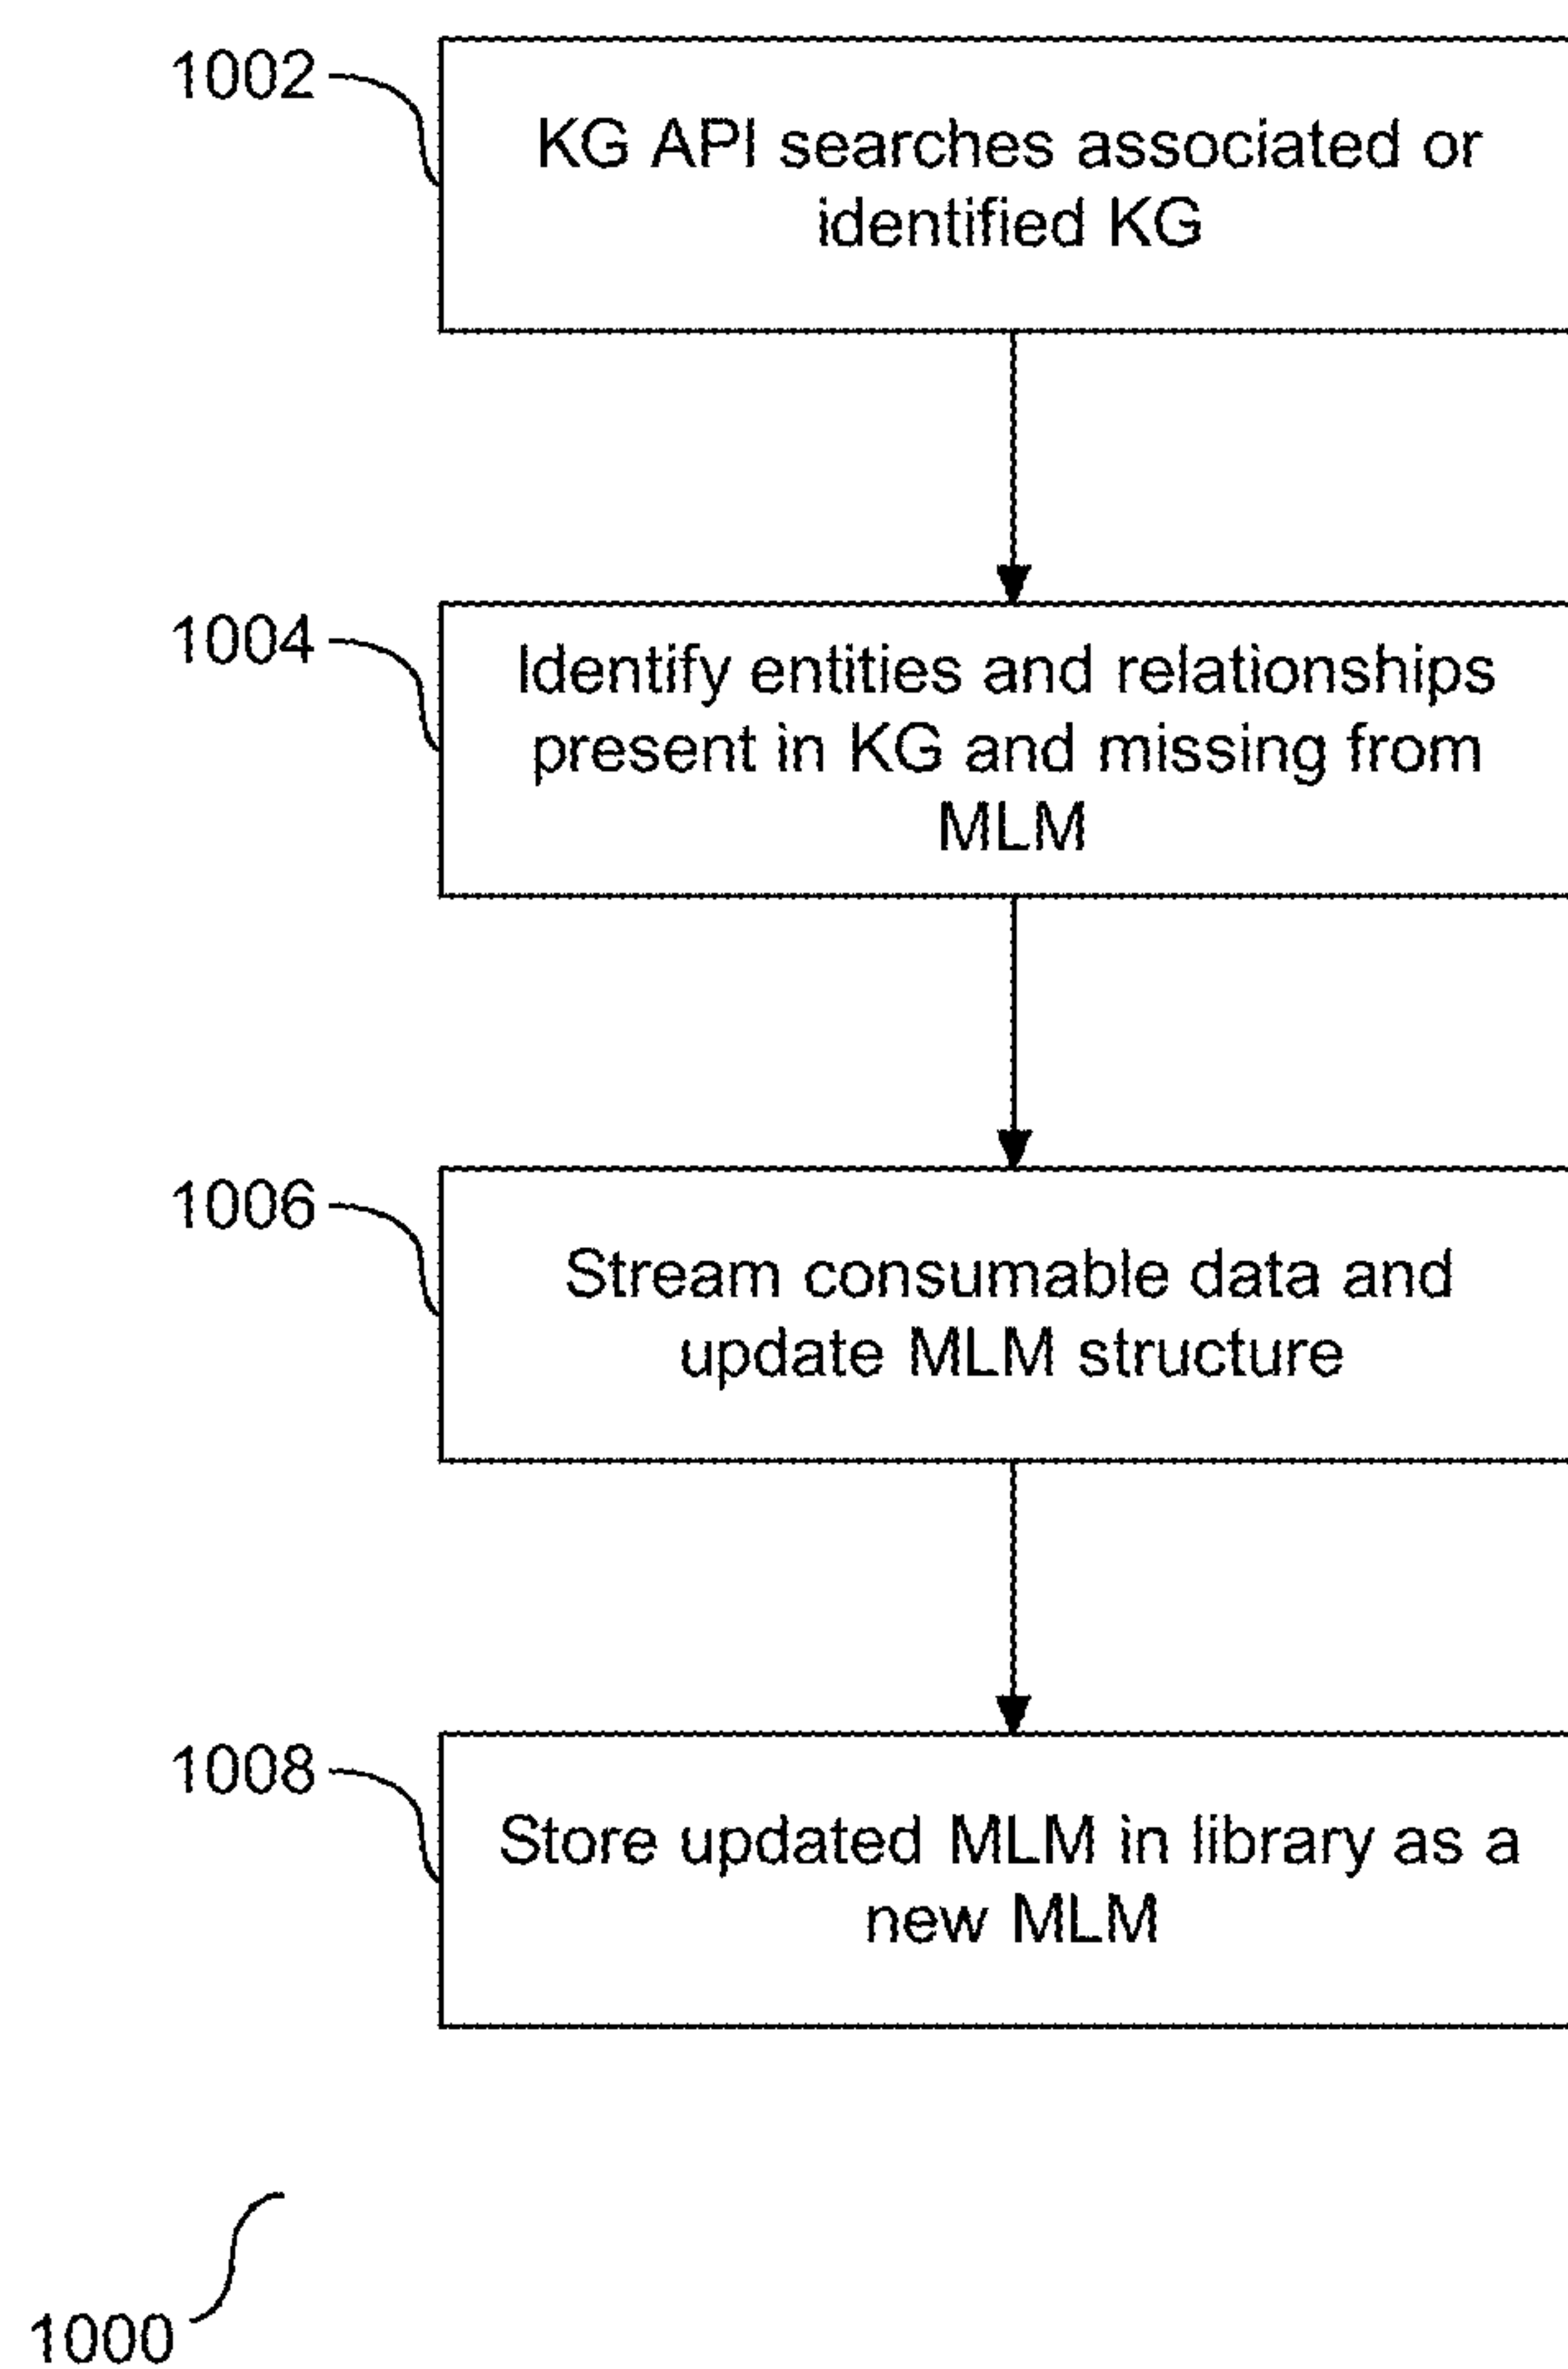 1002
KG API searches associated or
identified KG
1004
Identify entities and relationships
present in KG and missing from
MLM
1006
Stream consumable data and
update MLM structure
1008
Store updated MLM in library as a
new MLM
1000